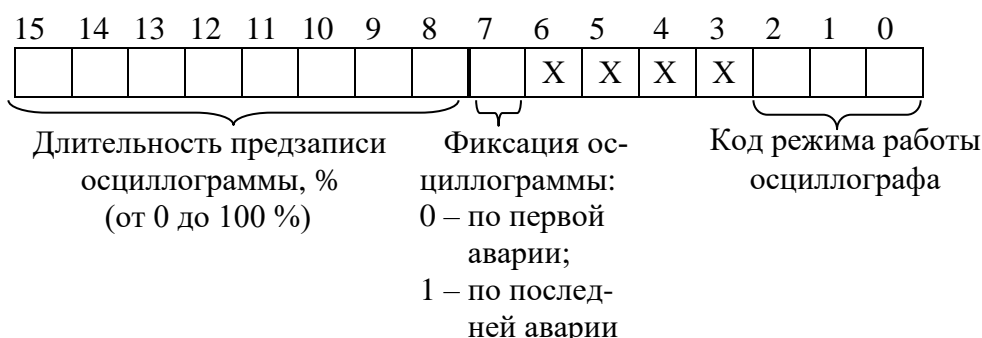 15 14 13 12 11 10 9 8 7 6 5 4 3 2 1 0
X X X X
Длительность предзаписи
осциллограммы, %
(от 0 до 100 %)
Фиксация ос-
циллограммы:
0 – по первой
аварии;
1 – по послед-
ней аварии
Код режима работы
осциллографа